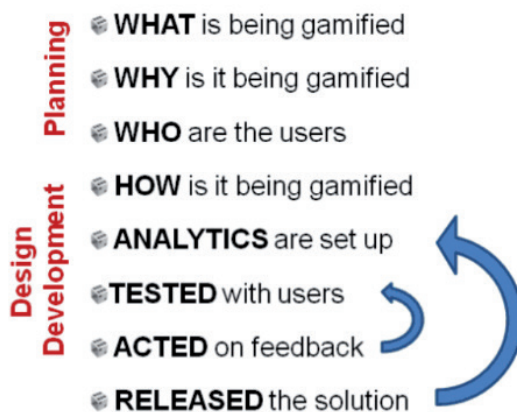 Planning
WHAT is being gamified
WHY is it being gamified
WHO are the users
Design
Development
HOW is it being gamified
ANALYTICS are set up
TESTED with users
ACTED on feedback
RELEASED the solution